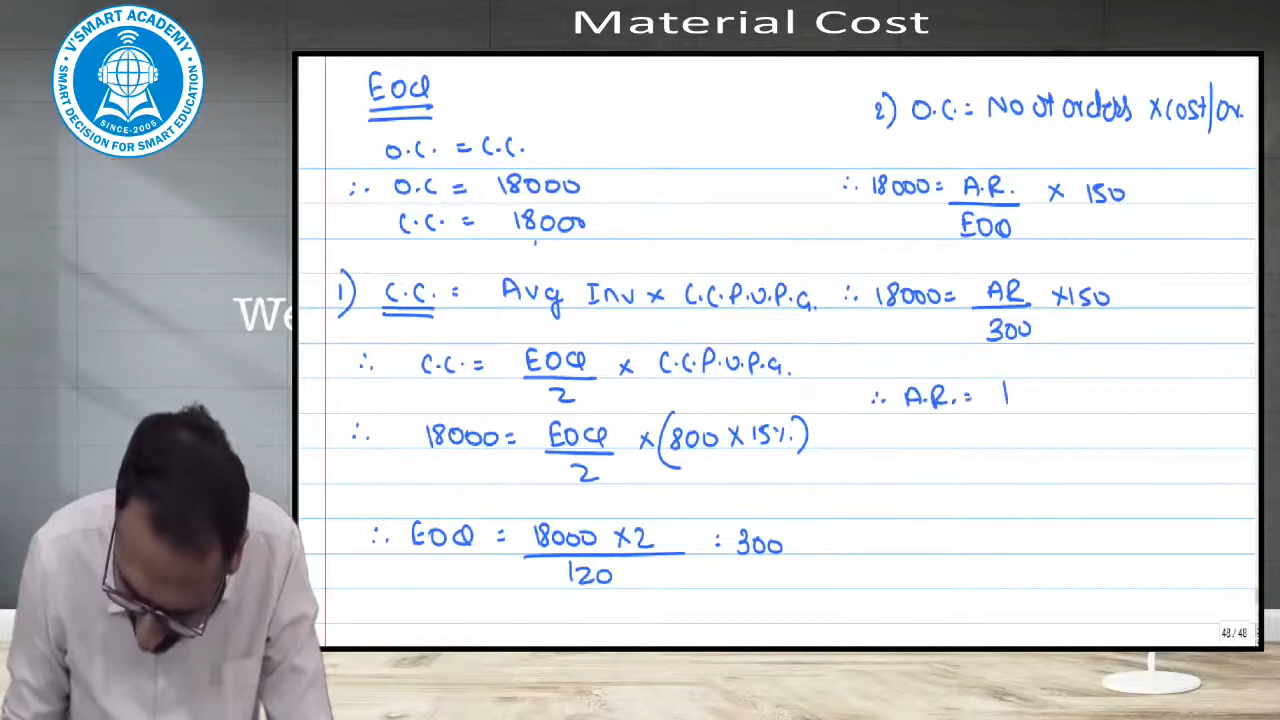 Material Cost
V'SMART ACADEMY
SINCE-2005
SMART DECISION FOR SMART EDUCATION
We
EOQ
O.C. = C.C.
∴ O.C = 18000
C.C. = 18000
1) C.C. = Avg Inv × C.C.P.U.P.A.
∴ C.C. = EOQ/2 × C.C.P.U.P.A.
∴ 18000 = EOQ/2 × (800 × 15%)
∴ EOQ = 18000 × 2/120 = 300
2) O.C. = No of orders × cost/or.
∴ 18000 = A.R./EOQ × 150
∴ 18000 = AR/300 × 150
∴ A.R. = 1
48 / 48